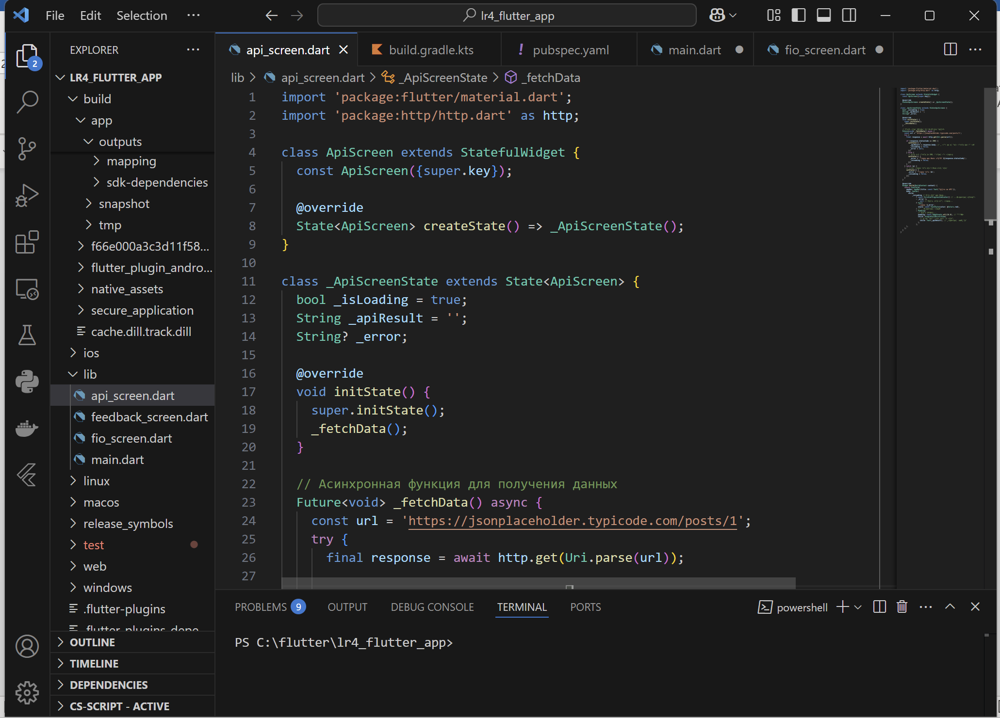 File Edit Selection ··· lr4_flutter_app
EXPLORER ···
2
LR4_FLUTTER_APP
build
app
outputs
mapping
sdk-dependencies
snapshot
tmp
f66e000a3c3d11f58...
flutter_plugin_andro...
native_assets
secure_application
cache.dill.track.dill
ios
lib
api_screen.dart
feedback_screen.dart
fio_screen.dart
main.dart
linux
macos
release_symbols
test
web
windows
.flutter-plugins
.flutter-plugins-depe
OUTLINE
TIMELINE
DEPENDENCIES
CS-SCRIPT - ACTIVE
api_screen.dart build.gradle.kts ! pubspec.yaml main.dart fio_screen.dart ···
lib > api_screen.dart > _ApiScreenState > _fetchData
1 import 'package:flutter/material.dart';
2 import 'package:http/http.dart' as http;
3
4 class ApiScreen extends StatefulWidget {
5 const ApiScreen({super.key});
6
7 @override
8 State<ApiScreen> createState() => _ApiScreenState();
9 }
10
11 class _ApiScreenState extends State<ApiScreen> {
12 bool _isLoading = true;
13 String _apiResult = '';
14 String? _error;
15
16 @override
17 void initState() {
18 super.initState();
19 _fetchData();
20 }
21
22 // Асинхронная функция для получения данных
23 Future<void> _fetchData() async {
24 const url = 'https://jsonplaceholder.typicode.com/posts/1';
25 try {
26 final response = await http.get(Uri.parse(url));
27
PROBLEMS 9 OUTPUT DEBUG CONSOLE TERMINAL PORTS powershell ···
PS C:\flutter\lr4_flutter_app>